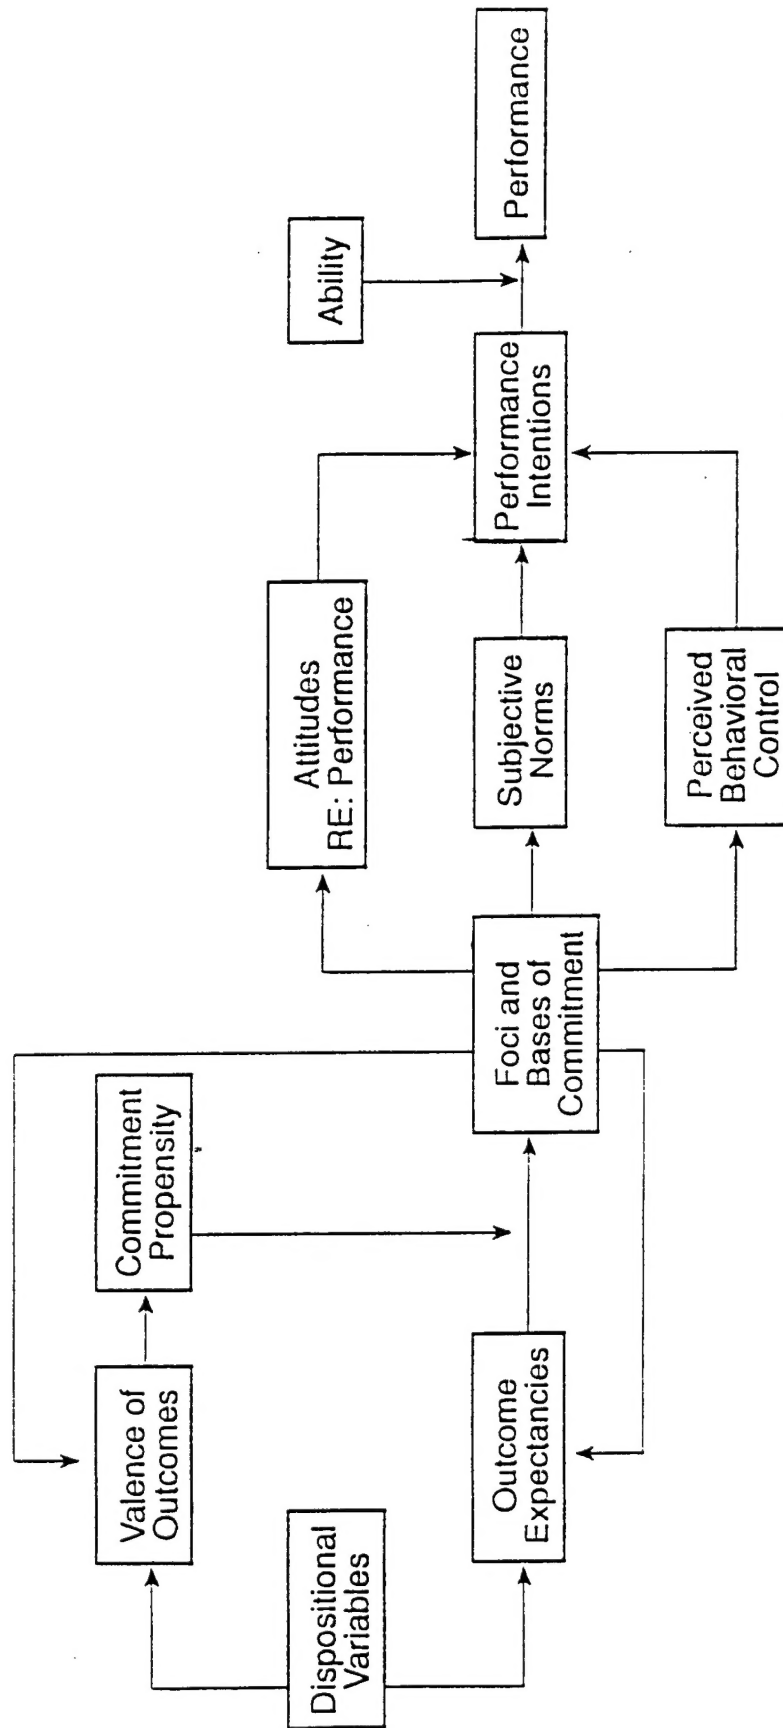 Dispositional
Variables
Valence of
Outcomes
Outcome
Expectancies
Commitment
Propensity
Foci and
Bases of
Commitment
Attitudes
RE: Performance
Subjective
Norms
Perceived
Behavioral
Control
Performance
Intentions
Ability
Performance